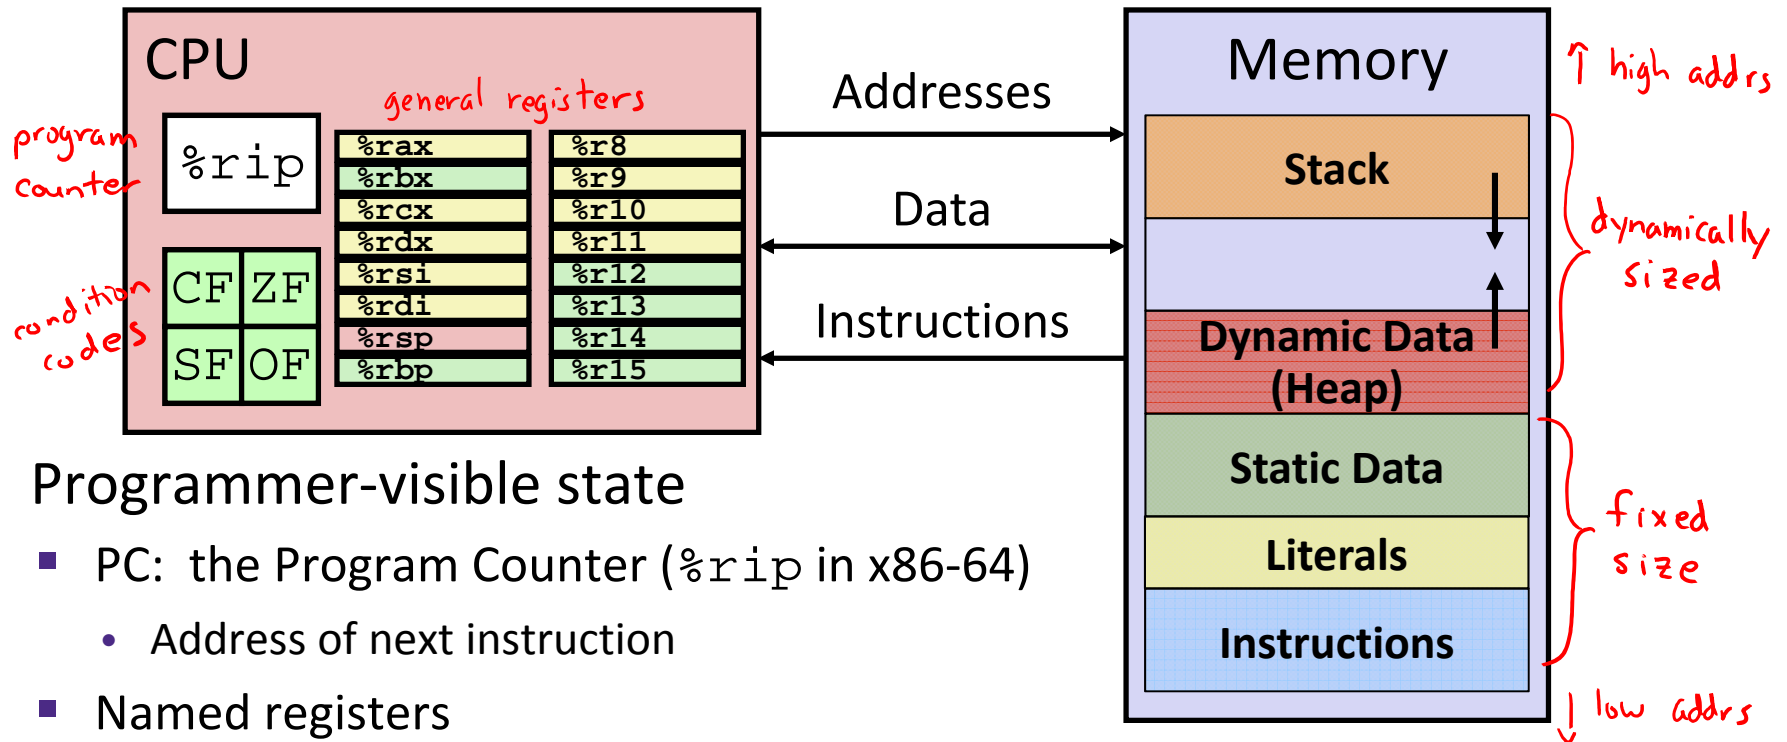 CPU
general registers
program
counter
%rip
%rax
%rbx
%rcx
%rdx
%rsi
%rdi
%rsp
%rbp
%r8
%r9
%r10
%r11
%r12
%r13
%r14
%r15
condition
codes
CF ZF
SF OF
Addresses
Data
Instructions
Memory
Stack
Dynamic Data
(Heap)
Static Data
Literals
Instructions
↑ high addrs
dynamically
sized
fixed
size
↓ low addrs
Programmer-visible state
▪ PC: the Program Counter (%rip in x86-64)
• Address of next instruction
▪ Named registers